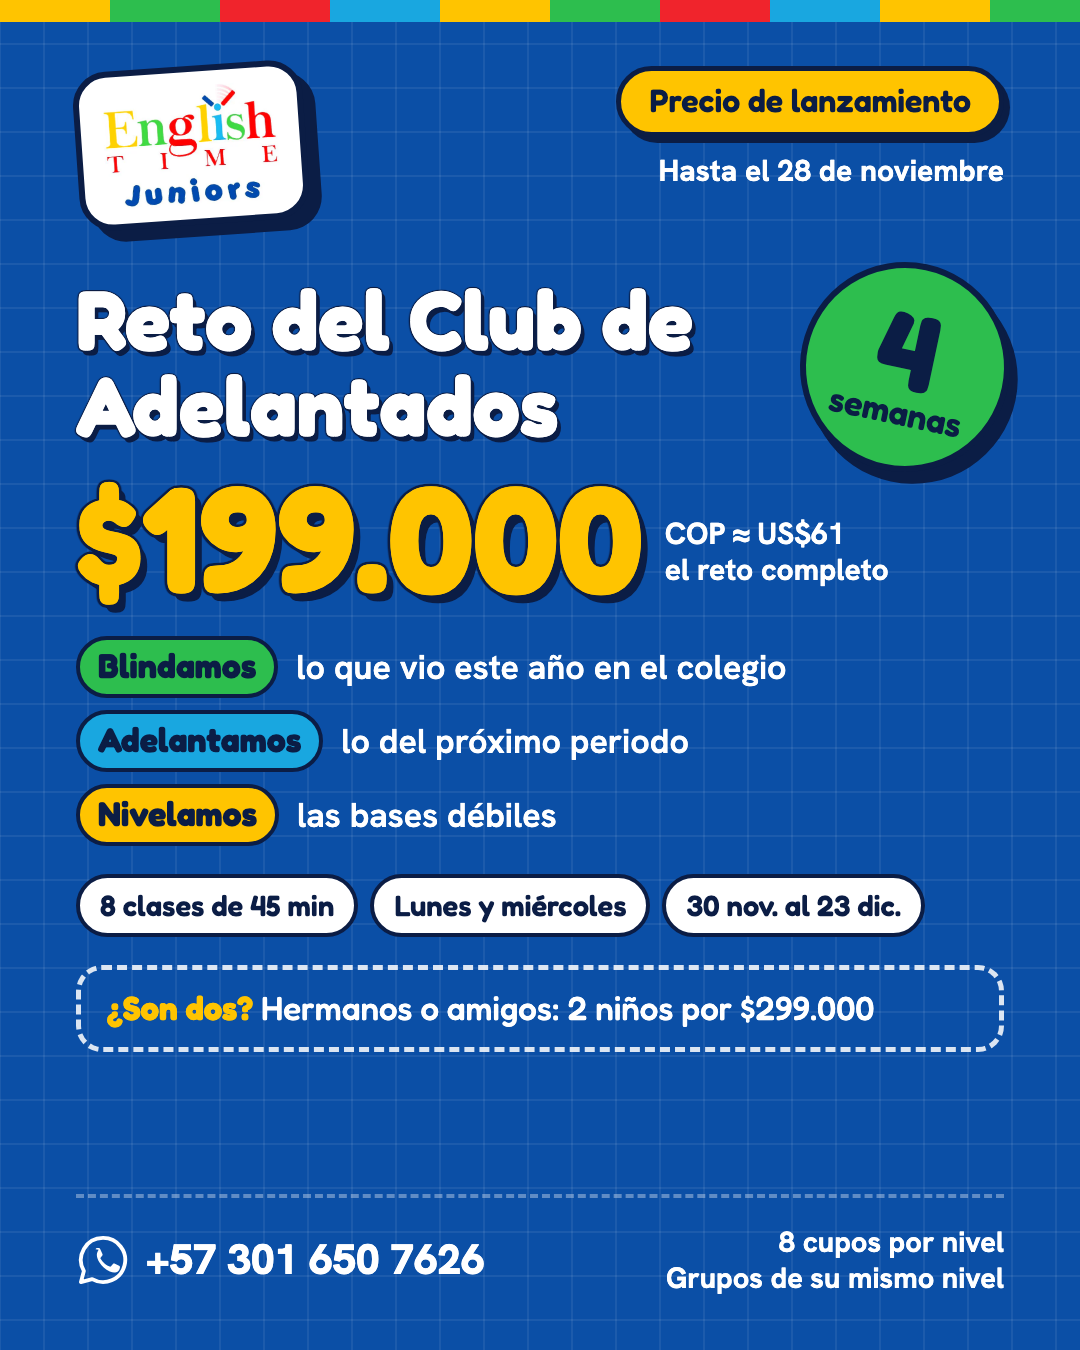 English
TIME
Juniors
Precio de lanzamiento
Hasta el 28 de noviembre
Reto del Club de
Adelantados
4
semanas
$199.000
COP ≈ US$61
el reto completo
Blindamos lo que vio este año en el colegio
Adelantamos lo del próximo periodo
Nivelamos las bases débiles
8 clases de 45 min Lunes y miércoles 30 nov. al 23 dic.
¿Son dos? Hermanos o amigos: 2 niños por $299.000
+57 301 650 7626
8 cupos por nivel
Grupos de su mismo nivel